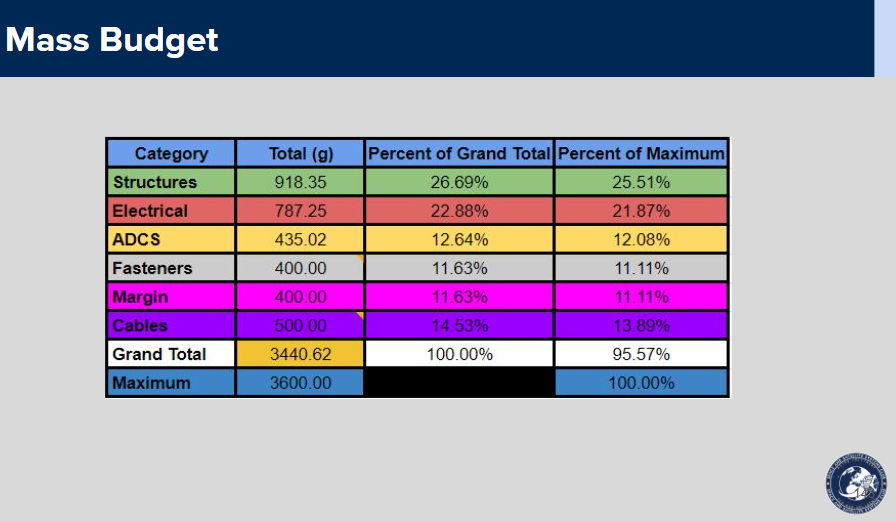 Mass Budget
Category Total (g) Percent of Grand Total Percent of Maximum
Structures 918.35 26.69% 25.51%
Electrical 787.25 22.88% 21.87%
ADCS 435.02 12.64% 12.08%
Fasteners 400.00 11.63% 11.11%
Margin 400.00 11.63% 11.11%
Cables 500.00 14.53% 13.89%
Grand Total 3440.62 100.00% 95.57%
Maximum 3600.00 100.00%